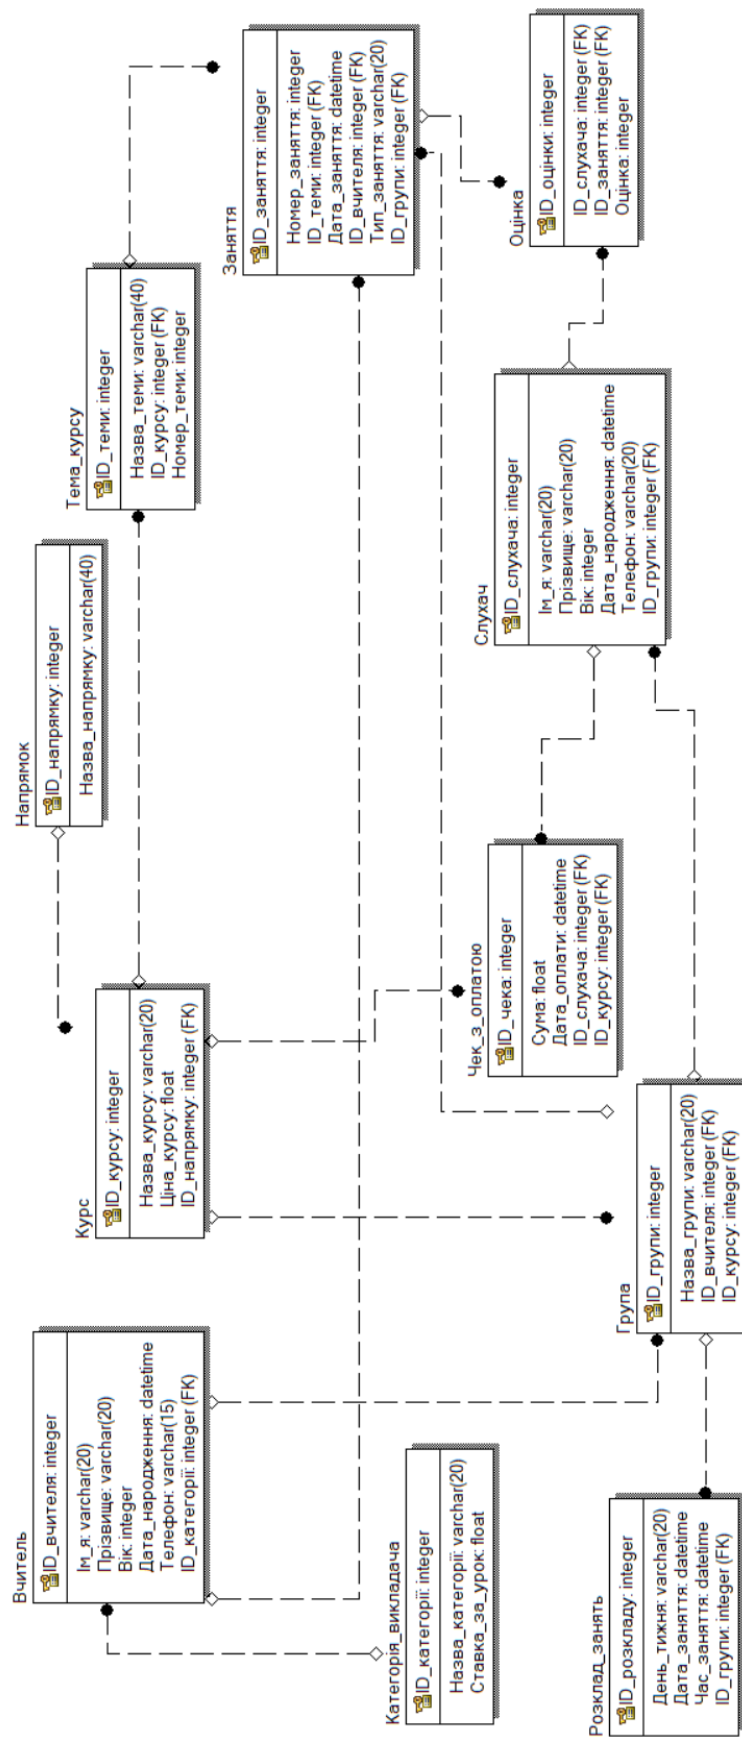 Вчитель
ID_вчителя: integer
Ім_я: varchar(20)
Прізвище: varchar(20)
Вік: integer
Дата_народження: datetime
Телефон: varchar(15)
ID_категорії: integer (FK)
Курс
ID_курсу: integer
Назва_курсу: varchar(20)
Ціна_курсу: float
ID_напрямку: integer (FK)
Напрямок
ID_напрямку: integer
Назва_напрямку: varchar(40)
Тема_курсу
ID_теми: integer
Назва_теми: varchar(40)
ID_курсу: integer (FK)
Номер_теми: integer
Заняття
ID_заняття: integer
Номер_заняття: integer
ID_теми: integer (FK)
Дата_заняття: datetime
ID_вчителя: integer (FK)
Тип_заняття: varchar(20)
ID_групи: integer (FK)
Категорія_викладача
ID_категорії: integer
Назва_категорії: varchar(20)
Ставка_за_урок: float
Чек_з_оплатою
ID_чека: integer
Сума: float
Дата_оплати: datetime
ID_слухача: integer (FK)
ID_курсу: integer (FK)
Слухач
ID_слухача: integer
Ім_я: varchar(20)
Прізвище: varchar(20)
Вік: integer
Дата_народження: datetime
Телефон: varchar(20)
ID_групи: integer (FK)
Оцінка
ID_оцінки: integer
ID_слухача: integer (FK)
ID_заняття: integer (FK)
Оцінка: integer
Розклад_занять
ID_розкладу: integer
День_тижня: varchar(20)
Дата_заняття: datetime
Час_заняття: datetime
ID_групи: integer (FK)
Група
ID_групи: integer
Назва_групи: varchar(20)
ID_вчителя: integer (FK)
ID_курсу: integer (FK)